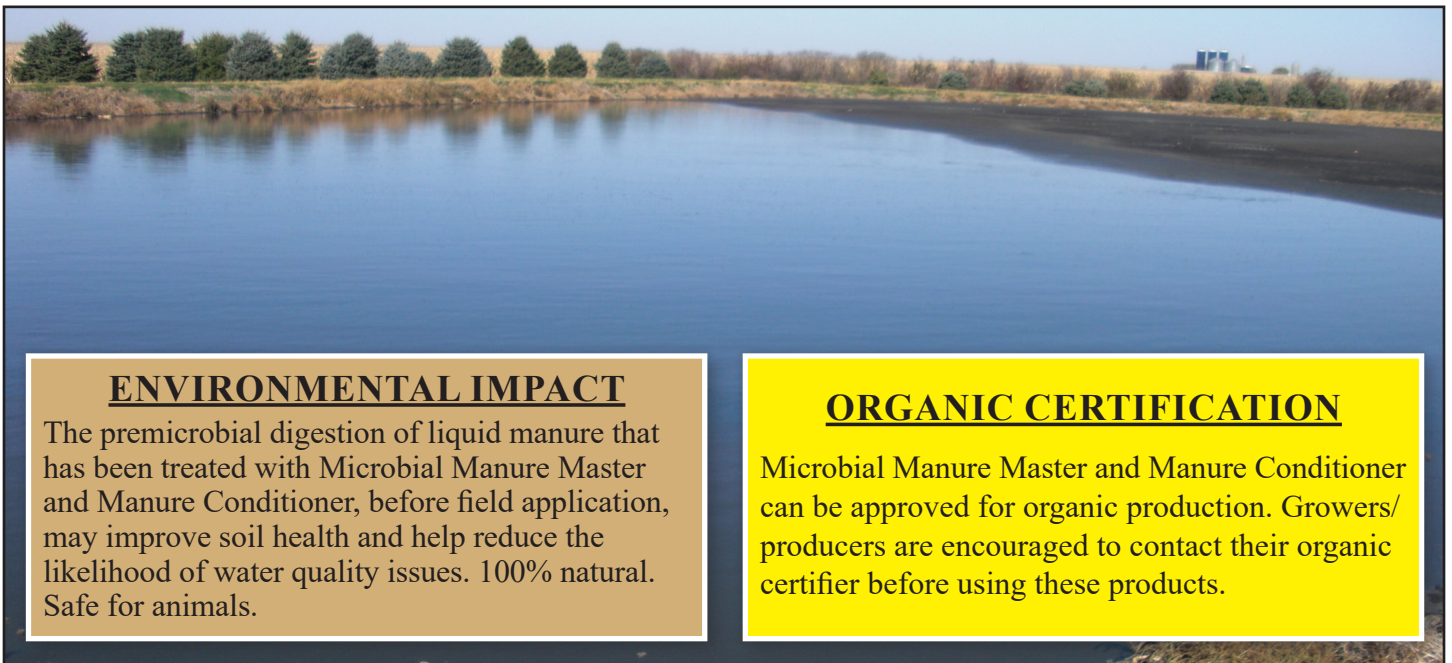 ENVIRONMENTAL IMPACT
The premicrobial digestion of liquid manure that
has been treated with Microbial Manure Master
and Manure Conditioner, before field application,
may improve soil health and help reduce the
likelihood of water quality issues. 100% natural.
Safe for animals.
ORGANIC CERTIFICATION
Microbial Manure Master and Manure Conditioner
can be approved for organic production. Growers/
producers are encouraged to contact their organic
certifier before using these products.